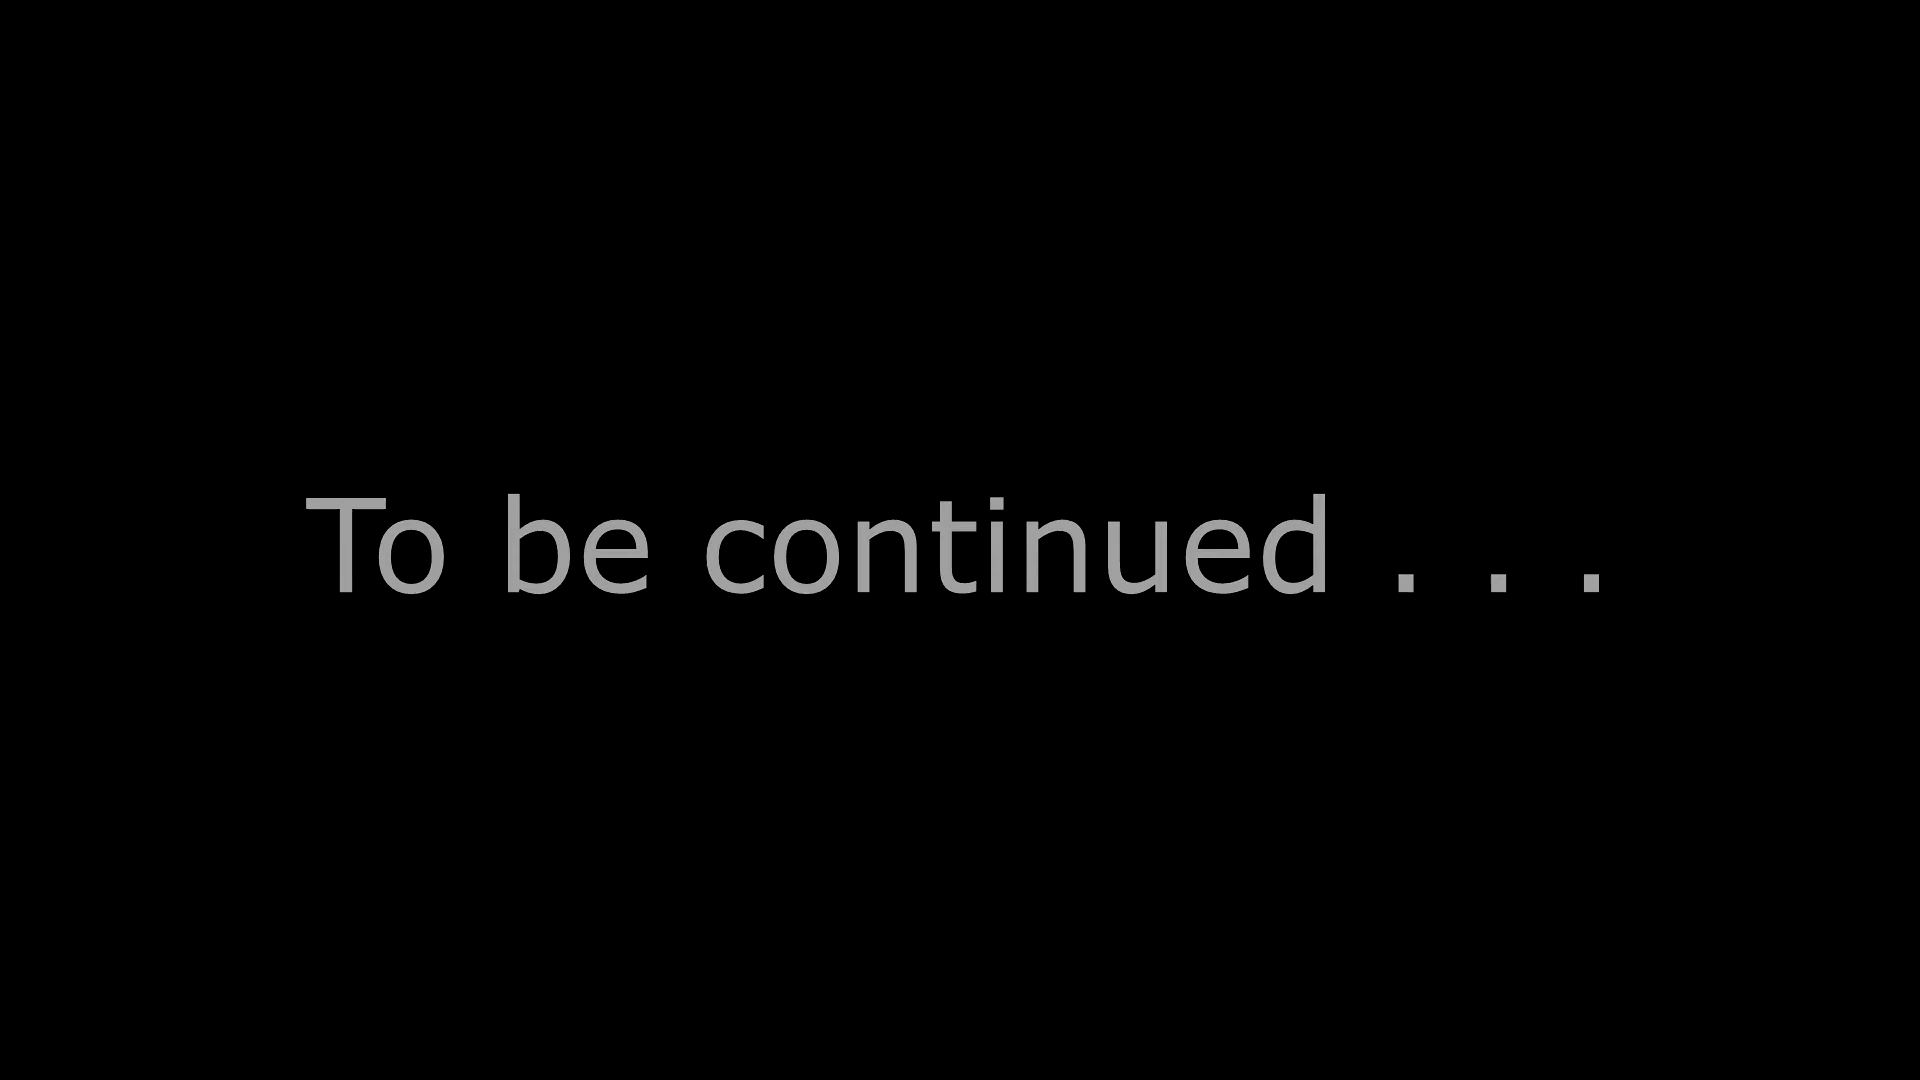 To be continued . . .